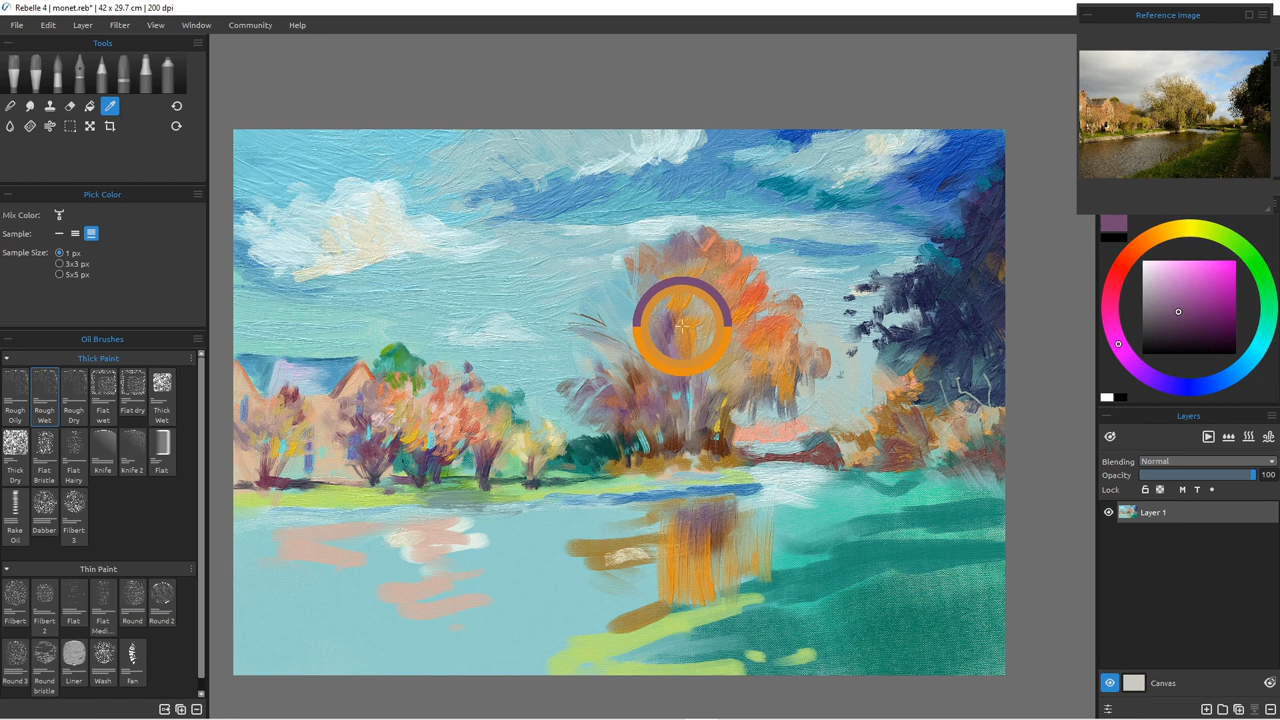 Rebelle 4 | monet.reb* | 42 x 29.7 cm | 200 dpi
File Edit Layer Filter View Window Community Help
Reference Image
Tools
Pick Color
Mix Color:
Sample:
Sample Size: 1 px
3x3 px
5x5 px
Oil Brushes
Thick Paint
Rough Oily
Rough Wet
Rough Dry
Flat wet
Flat dry
Thick Wet
Thick Dry
Flat Bristle
Flat Hairy
Knife
Knife 2
Flat
Rake Oil
Dabber
Filbert 3
Thin Paint
Filbert
Filbert 2
Flat
Flat Medi...
Round
Round 2
Round 3
Round bristle
Liner
Wash
Fan
Layers
Blending Normal
Opacity 100
Lock M T
Layer 1
Canvas